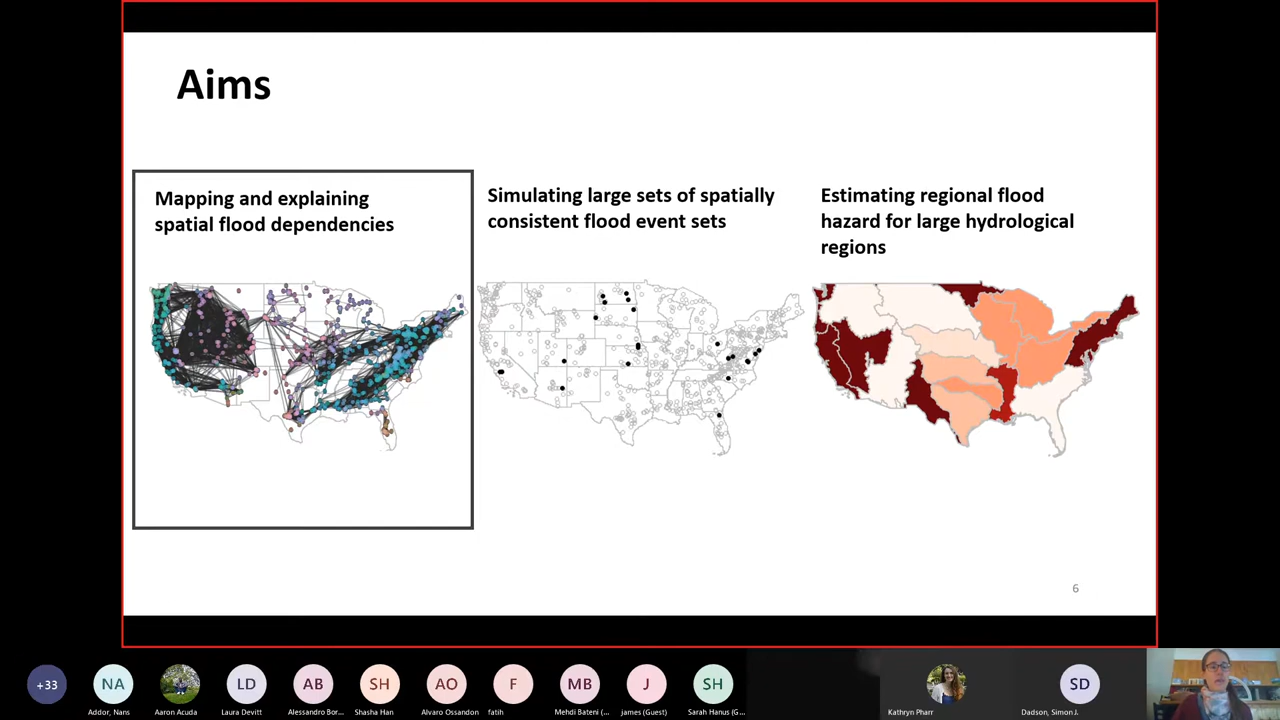 Aims
Mapping and explaining
spatial flood dependencies
Simulating large sets of spatially
consistent flood event sets
Estimating regional flood
hazard for large hydrological
regions
6
+33
NA
LD
AB
SH
AO
F
MB
J
SH
SD
Addor, Nans
Aaron Acuda
Laura Devitt
Alessandro Bor...
Shasha Han
Alvaro Ossandon
fatih
Mehdi Bateni (...
james (Guest)
Sarah Hanus (G...
Kathryn Pharr
Dadson, Simon J.